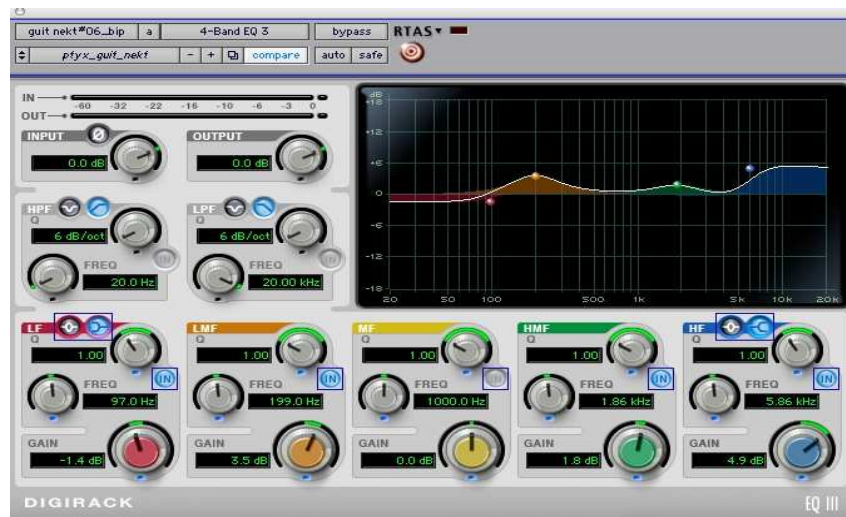 guit nekt#06_bip a 4-Band EQ 3 bypass RTAS
ptyx_guit_nekt - + compare auto safe
IN
-60 -32 -22 -16 -10 -6 -3 0
OUT
INPUT OUTPUT
0.0 dB 0.0 dB
HPF LPF
Q Q
6 dB/oct 6 dB/oct
IN IN
FREQ FREQ
20.0 Hz 20.00 kHz
dB
+18
+12
+6
0
-6
-12
-18
20 50 100 500 1k 5k 10k 20k
LF LMF MF HMF HF
Q Q Q Q Q
1.00 1.00 1.00 1.00 1.00
IN IN IN IN IN
FREQ FREQ FREQ FREQ FREQ
97.0 Hz 199.0 Hz 1000.0 Hz 1.86 kHz 5.86 kHz
GAIN GAIN GAIN GAIN GAIN
-1.4 dB 3.5 dB 0.0 dB 1.8 dB 4.9 dB
DIGIRACK EQ III